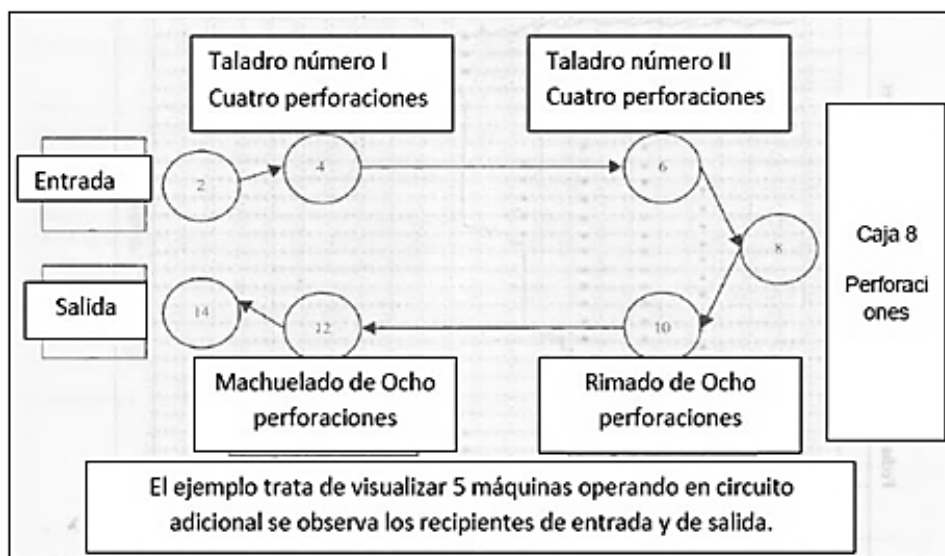 Taladro número I
Cuatro perforaciones
Taladro número II
Cuatro perforaciones
Entrada
2
4
6
8
Caja 8
Perforaci
ones
Salida
14
12
10
Machuelado de Ocho
perforaciones
Rimado de Ocho
perforaciones
El ejemplo trata de visualizar 5 máquinas operando en circuito
adicional se observa los recipientes de entrada y de salida.